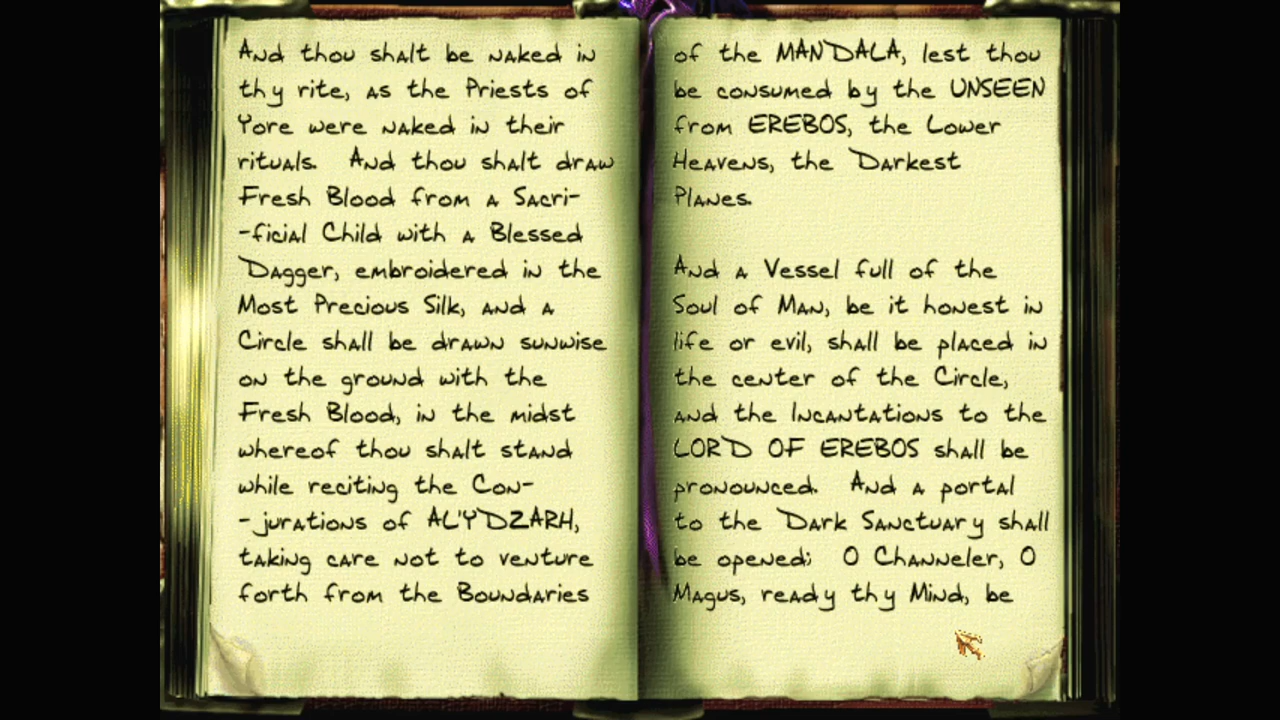 And thou shalt be naked in
thy rite, as the Priests of
Yore were naked in their
rituals. And thou shalt draw
Fresh Blood from a Sacri-
-ficial Child with a Blessed
Dagger, embroidered in the
Most Precious Silk, and a
Circle shall be drawn sunwise
on the ground with the
Fresh Blood, in the midst
whereof thou shalt stand
while reciting the Con-
-jurations of AL'YDZARH,
taking care not to venture
forth from the Boundaries
of the MANDALA, lest thou
be consumed by the UNSEEN
from EREBOS, the Lower
Heavens, the Darkest
Planes.
And a Vessel full of the
Soul of Man, be it honest in
life or evil, shall be placed in
the center of the Circle,
and the Incantations to the
LORD OF EREBOS shall be
pronounced. And a portal
to the Dark Sanctuary shall
be opened; O Channeler, O
Magus, ready thy Mind, be